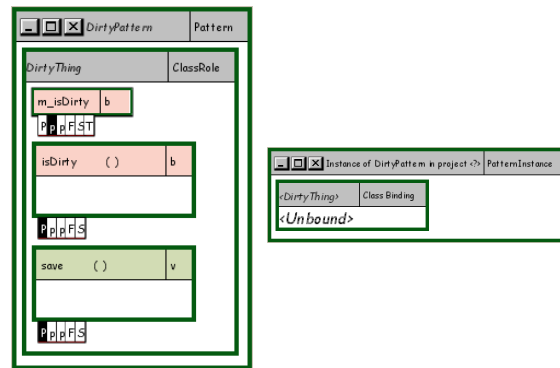 DirtyPattern Pattern
DirtyThing ClassRole
m_isDirty b
P p p F S T
isDirty ( ) b
P p p F S
save ( ) v
P p p F S
Instance of DirtyPattern in project <?> PatternInstance
<DirtyThing> Class Binding
<Unbound>